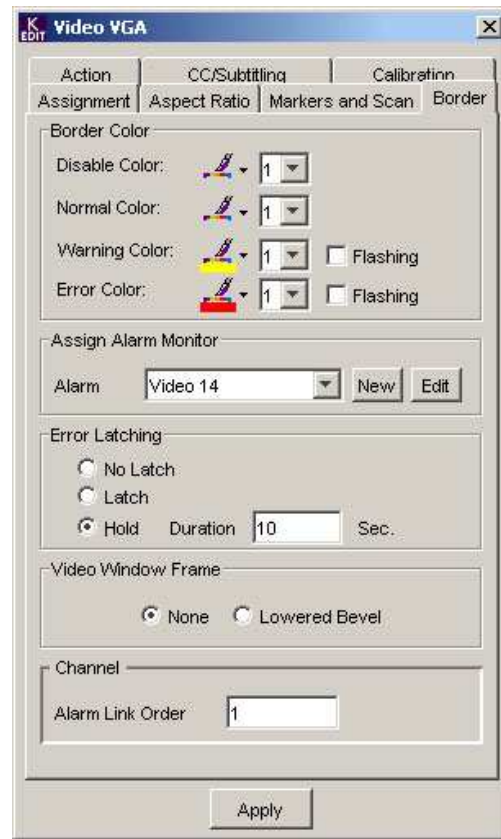 K EDIT Video VGA
Action CC/Subtitling Calibration
Assignment Aspect Ratio Markers and Scan Border
Border Color
Disable Color: 1
Normal Color: 1
Warning Color: 1 Flashing
Error Color: 1 Flashing
Assign Alarm Monitor
Alarm Video 14 New Edit
Error Latching
No Latch
Latch
Hold Duration 10 Sec.
Video Window Frame
None Lowered Bevel
Channel
Alarm Link Order 1
Apply